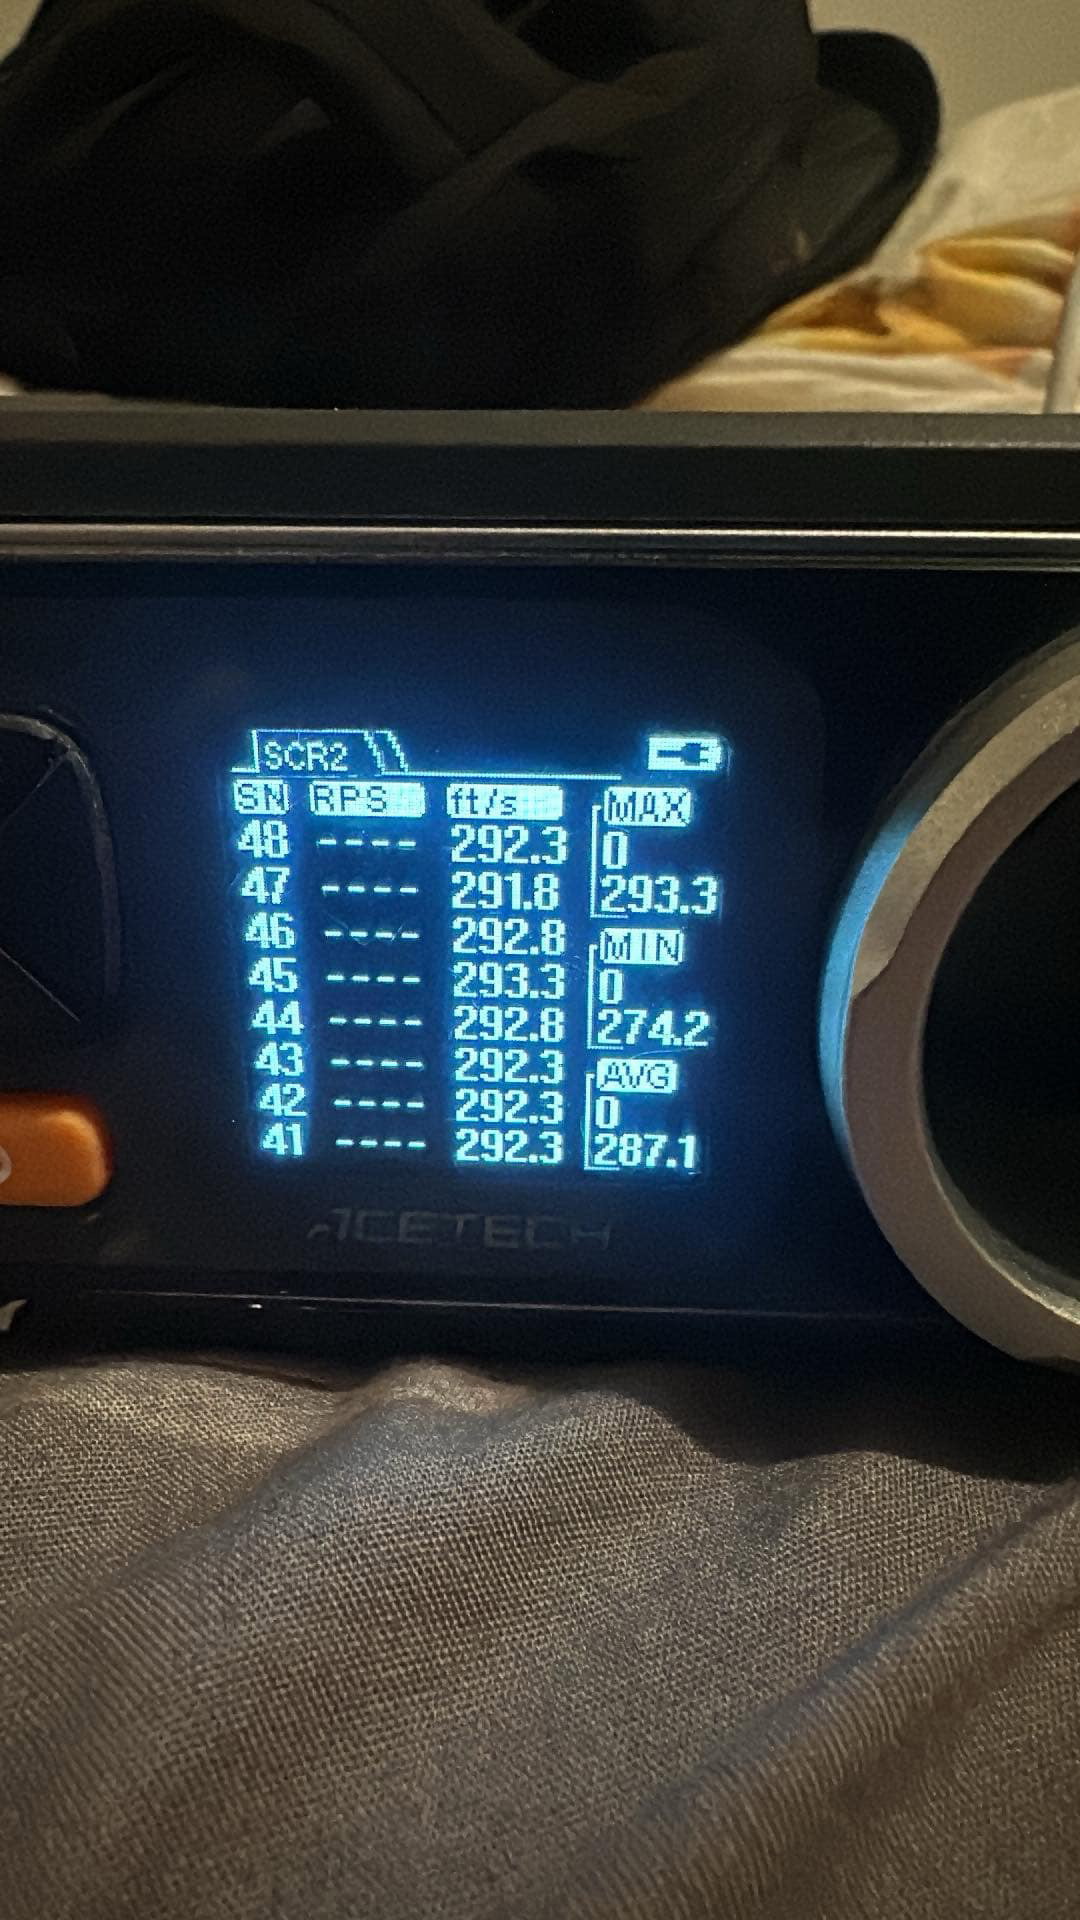 SCR2
SN RPS ft/s MAX
48 ---- 292.3 0
47 ---- 291.8 293.3
46 ---- 292.8 MIN
45 ---- 293.3 0
44 ---- 292.8 274.2
43 ---- 292.3 AVG
42 ---- 292.3 0
41 ---- 292.3 287.1
ACETECH